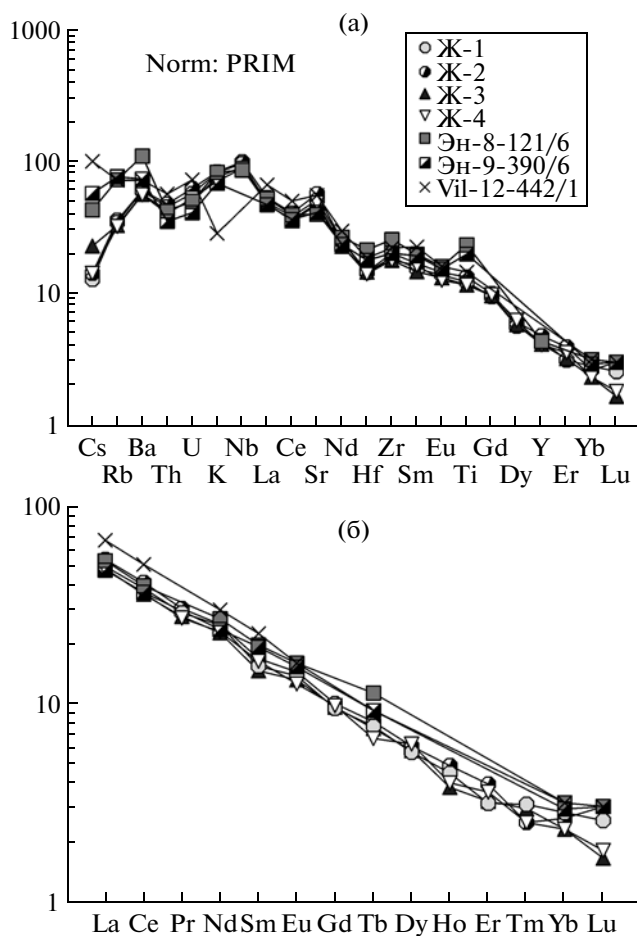 1000
(а)
Norm: PRIM
Ж-1
Ж-2
Ж-3
Ж-4
Эн-8-121/6
Эн-9-390/6
Vil-12-442/1
100
10
1
Cs Ba U Nb Ce Nd Zr Eu Gd Y Yb
Rb Th K La Sr Hf Sm Ti Dy Er Lu
100
(б)
10
1
La Ce Pr Nd Sm Eu Gd Tb Dy Ho Er Tm Yb Lu